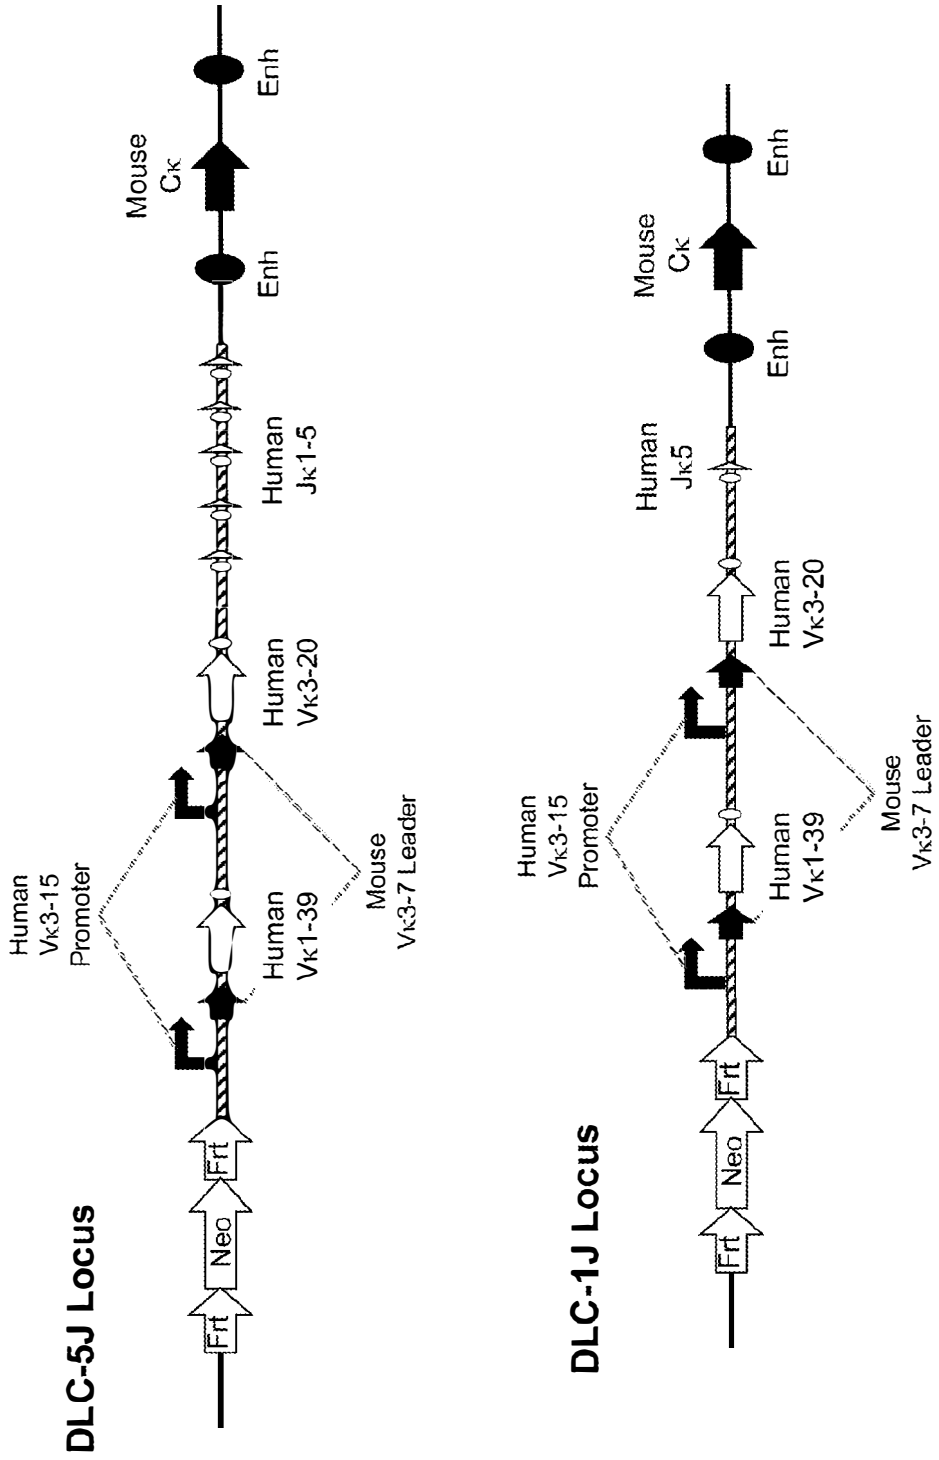 DLC-5J Locus
Human
Vκ3-15
Promoter
Mouse
Cκ
Frt
Neo
Frt
Human
Vκ1-39
Human
Vκ3-20
Human
Jκ1-5
Enh
Enh
Mouse
Vκ3-7 Leader
DLC-1J Locus
Human
Vκ3-15
Promoter
Human
Jκ5
Mouse
Cκ
Frt
Neo
Frt
Human
Vκ1-39
Human
Vκ3-20
Enh
Enh
Mouse
Vκ3-7 Leader